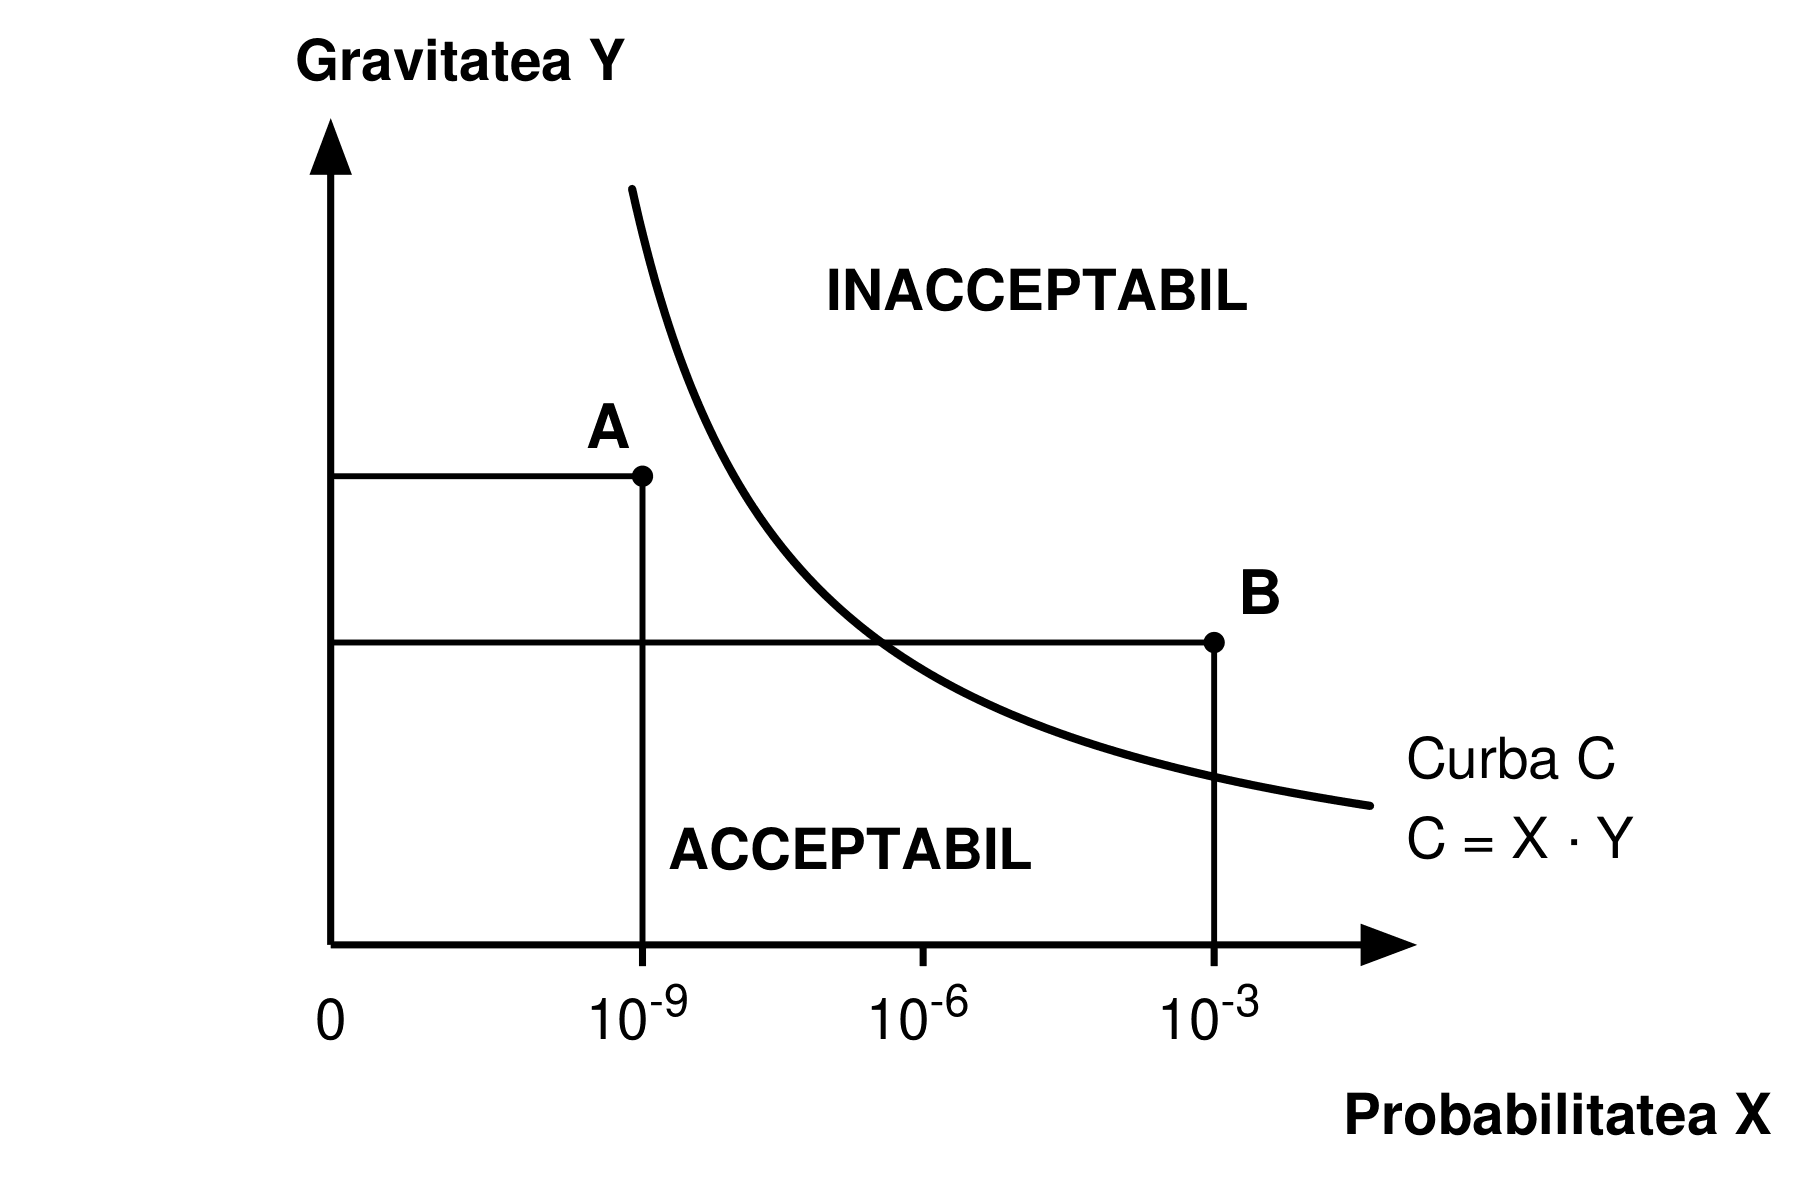 Gravitatea Y
INACCEPTABIL
A
B
Curba C
C = X · Y
ACCEPTABIL
0 10⁻⁹ 10⁻⁶ 10⁻³
Probabilitatea X